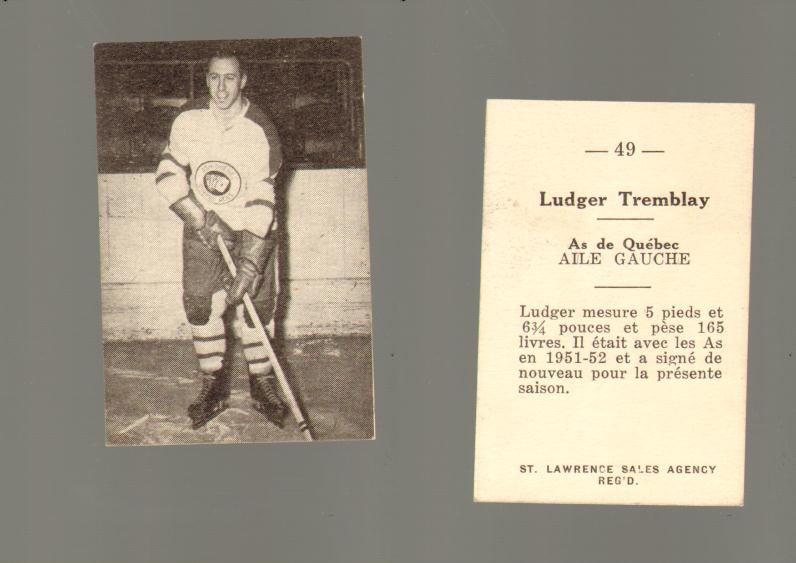 — 49 —
Ludger Tremblay
As de Québec
AILE GAUCHE
Ludger mesure 5 pieds et
6¾ pouces et pèse 165
livres. Il était avec les As
en 1951-52 et a signé de
nouveau pour la présente
saison.
ST. LAWRENCE SALES AGENCY
REG'D.